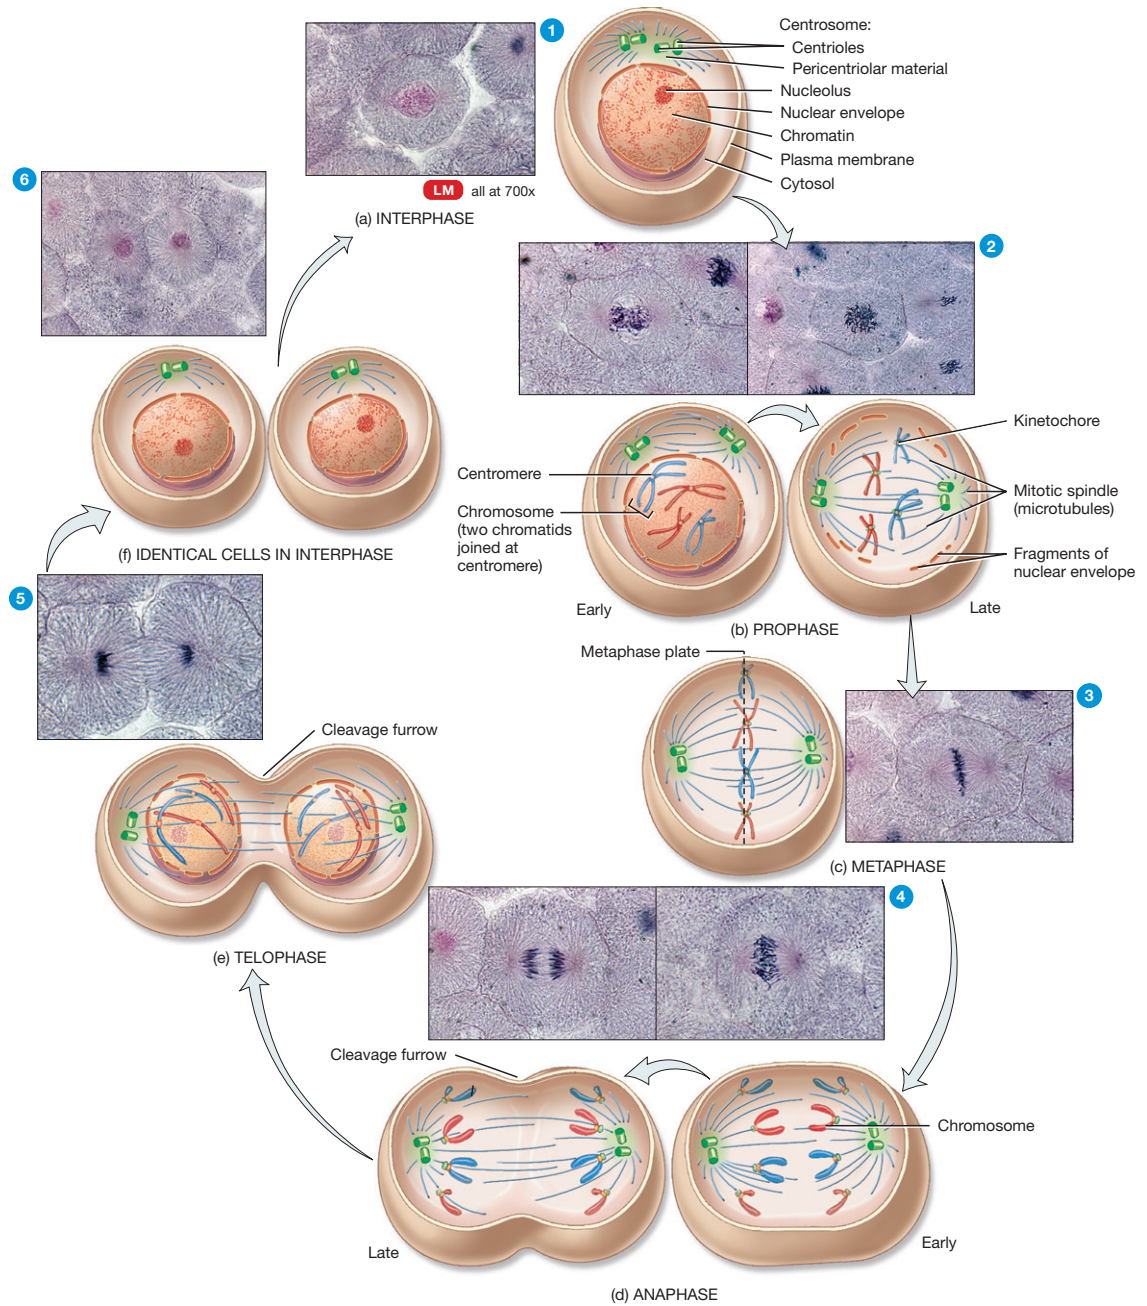 1
Centrosome:
Centrioles
Pericentriolar material
Nucleolus
Nuclear envelope
Chromatin
Plasma membrane
Cytosol
LM all at 700x
(a) INTERPHASE
6
2
Kinetochore
Centromere
Mitotic spindle
(microtubules)
Chromosome
(two chromatids
joined at
centromere)
Fragments of
nuclear envelope
Early
Late
(b) PROPHASE
(f) IDENTICAL CELLS IN INTERPHASE
5
Metaphase plate
3
Cleavage furrow
(c) METAPHASE
4
(e) TELOPHASE
Cleavage furrow
Chromosome
Late
Early
(d) ANAPHASE